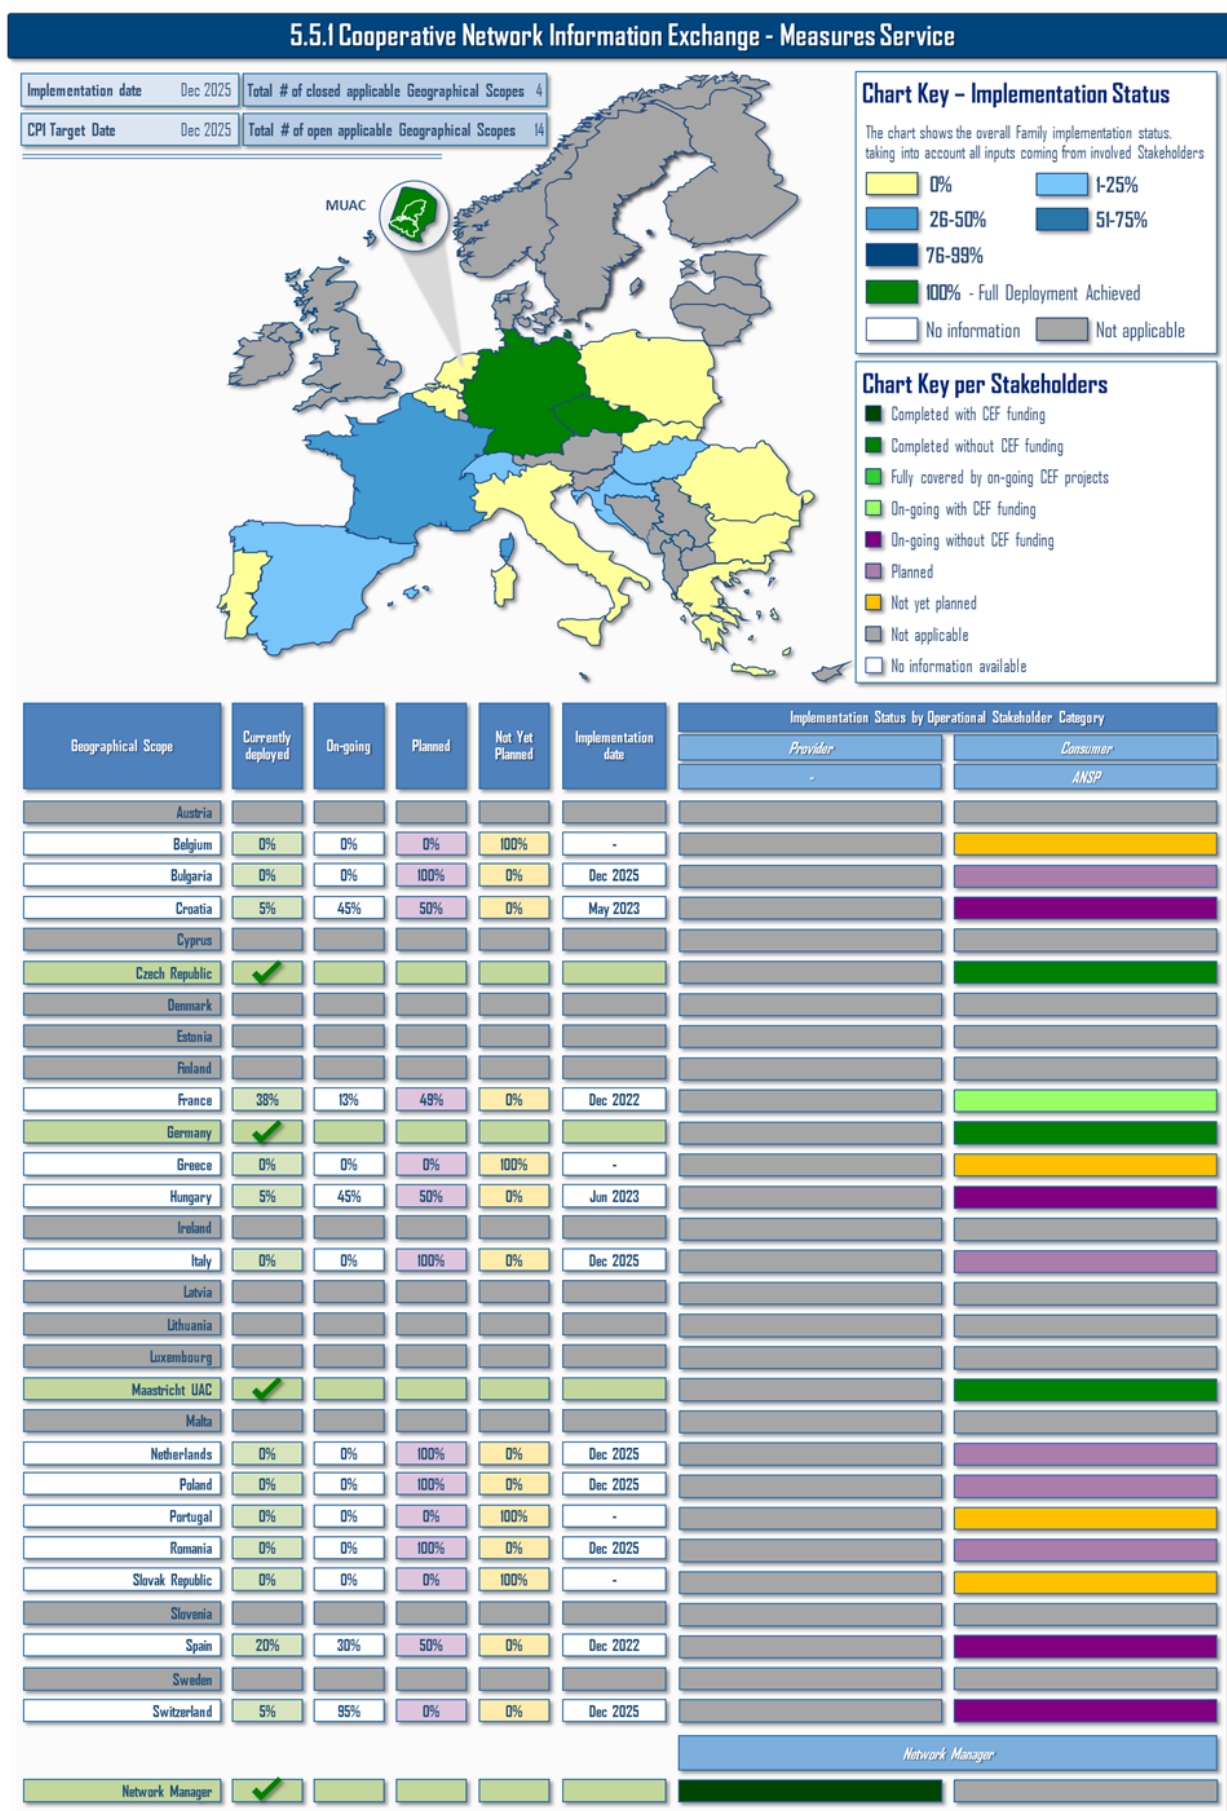 5.5.1 Cooperative Network Information Exchange - Measures Service
Implementation date Dec 2025 Total # of closed applicable Geographical Scopes 4
CPI Target Date Dec 2025 Total # of open applicable Geographical Scopes 14
MUAC
Chart Key – Implementation Status
The chart shows the overall Family implementation status,
taking into account all inputs coming from involved Stakeholders
0% 1-25%
26-50% 51-75%
76-99%
100% - Full Deployment Achieved
No information Not applicable
Chart Key per Stakeholders
Completed with CEF funding
Completed without CEF funding
Fully covered by on-going CEF projects
On-going with CEF funding
On-going without CEF funding
Planned
Not yet planned
Not applicable
No information available
Geographical Scope Currently deployed On-going Planned Not Yet Planned Implementation date Implementation Status by Operational Stakeholder Category
Provider Consumer
- ANSP
Austria
Belgium 0% 0% 0% 100% -
Bulgaria 0% 0% 100% 0% Dec 2025
Croatia 5% 45% 50% 0% May 2023
Cyprus
Czech Republic
Denmark
Estonia
Finland
France 38% 13% 49% 0% Dec 2022
Germany
Greece 0% 0% 0% 100% -
Hungary 5% 45% 50% 0% Jun 2023
Ireland
Italy 0% 0% 100% 0% Dec 2025
Latvia
Lithuania
Luxembourg
Maastricht UAC
Malta
Netherlands 0% 0% 100% 0% Dec 2025
Poland 0% 0% 100% 0% Dec 2025
Portugal 0% 0% 0% 100% -
Romania 0% 0% 100% 0% Dec 2025
Slovak Republic 0% 0% 0% 100% -
Slovenia
Spain 20% 30% 50% 0% Dec 2022
Sweden
Switzerland 5% 95% 0% 0% Dec 2025
Network Manager
Network Manager